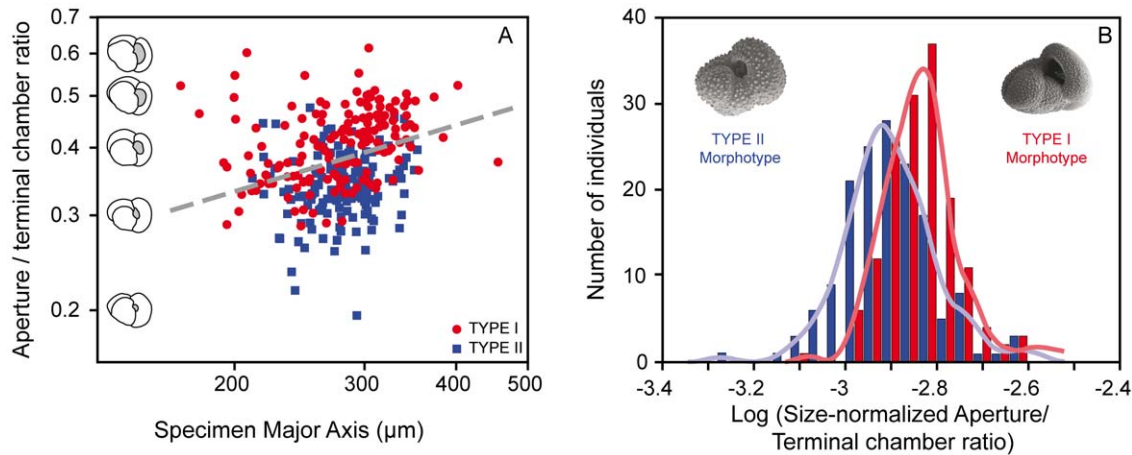 A
0.7
0.6
0.5
0.4
0.3
0.2
Aperture / terminal chamber ratio
TYPE I
TYPE II
200
300
400
500
Specimen Major Axis (µm)
B
40
30
20
10
0
Number of individuals
TYPE II
Morphotype
TYPE I
Morphotype
-3.4
-3.2
-3
-2.8
-2.6
-2.4
Log (Size-normalized Aperture/
Terminal chamber ratio)